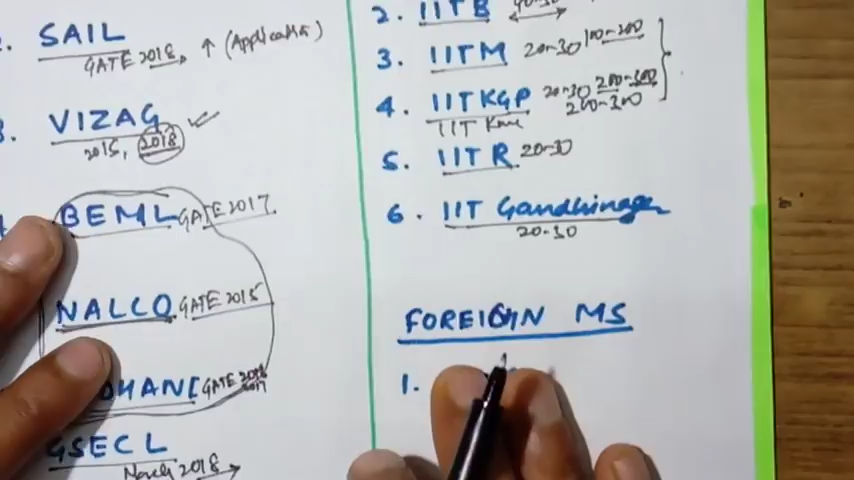 SAIL
GATE 2018 ↑ (Application)
VIZAG
2015, 2018
BEML GATE 2017
NALCO GATE 2015
GATE
GSECL
March 2018
2. IITB
3. IITM 20-30 100-200
4. IITKGP 20-30 200-300
200-300
5. IIT R 20-30
6. IIT Gandhinagar
20-30
FOREIGN MS
1.